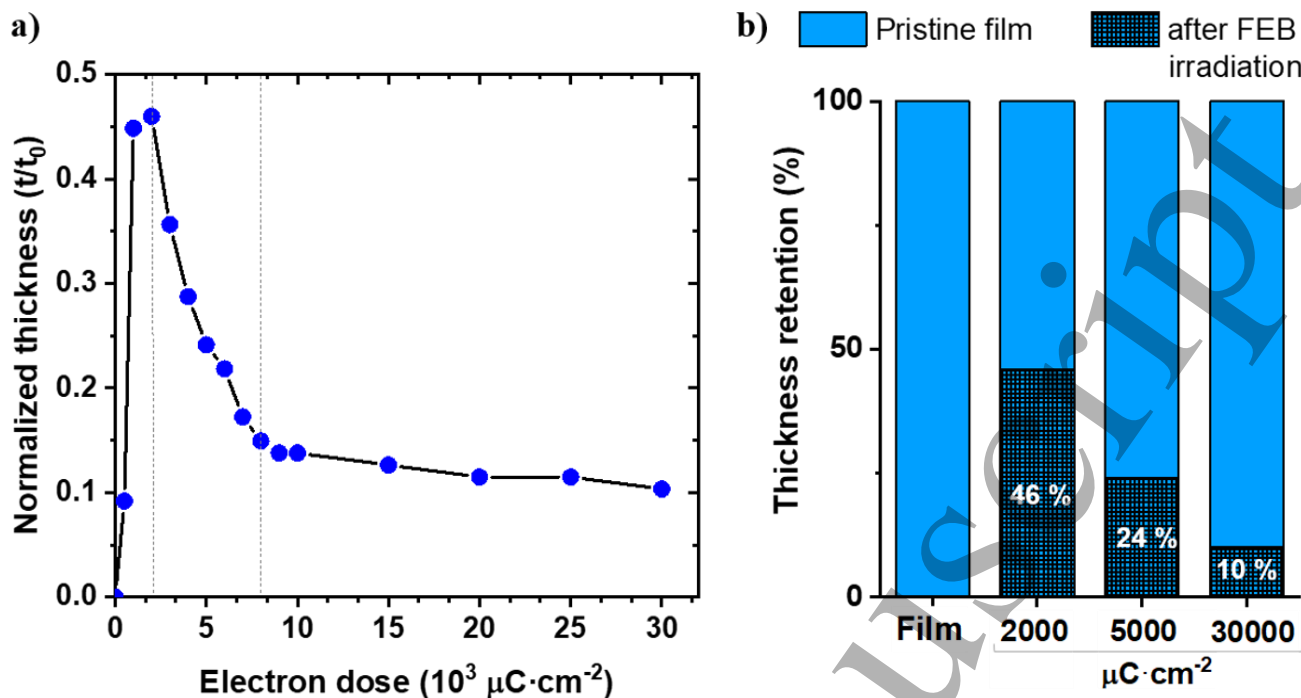 a)
0.5
0.4
0.3
0.2
0.1
0.0
Normalized thickness (t/t₀)
0 5 10 15 20 25 30
Electron dose (10³ μC·cm⁻²)
b)
Pristine film
after FEB
irradiation
100
50
0
Thickness retention (%)
46 %
24 %
10 %
Film 2000 5000 30000
μC·cm⁻²
uscript